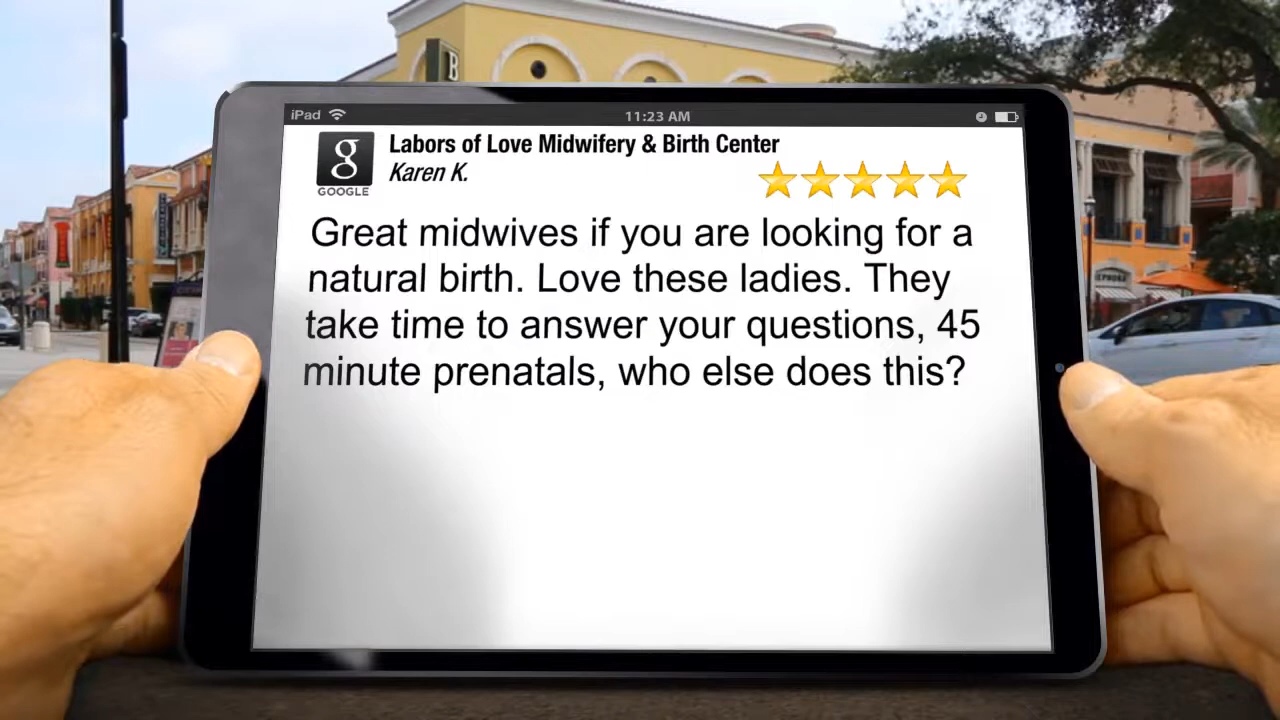 iPad 11:23 AM
g
GOOGLE
Labors of Love Midwifery & Birth Center
Karen K.
Great midwives if you are looking for a
natural birth. Love these ladies. They
take time to answer your questions, 45
minute prenatals, who else does this?
B